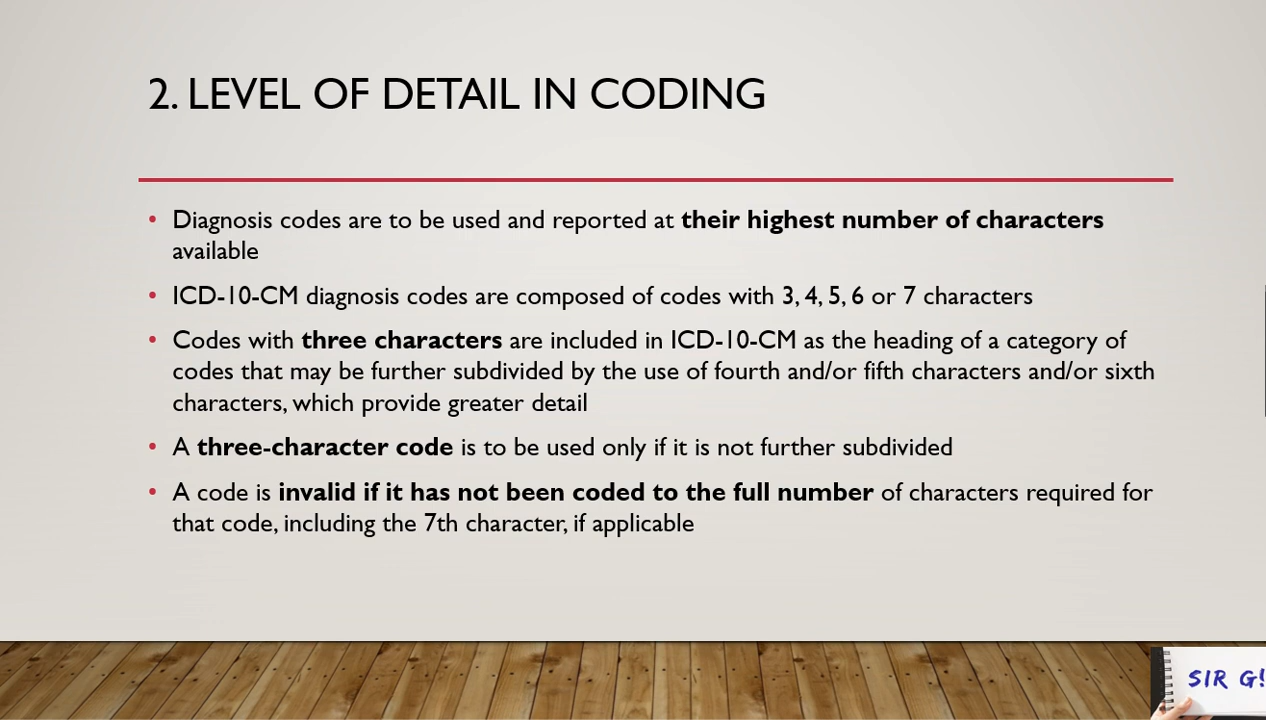 2. LEVEL OF DETAIL IN CODING
• Diagnosis codes are to be used and reported at their highest number of characters
available
• ICD-10-CM diagnosis codes are composed of codes with 3, 4, 5, 6 or 7 characters
• Codes with three characters are included in ICD-10-CM as the heading of a category of
codes that may be further subdivided by the use of fourth and/or fifth characters and/or sixth
characters, which provide greater detail
• A three-character code is to be used only if it is not further subdivided
• A code is invalid if it has not been coded to the full number of characters required for
that code, including the 7th character, if applicable
SIR G!